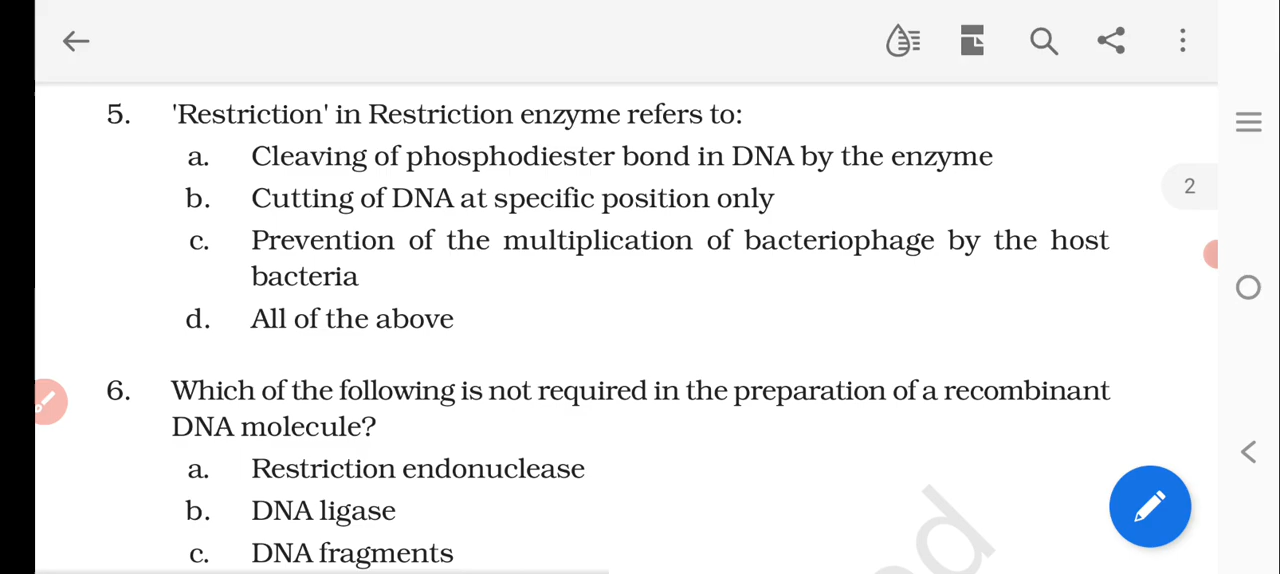 5. 'Restriction' in Restriction enzyme refers to:
a. Cleaving of phosphodiester bond in DNA by the enzyme
2
b. Cutting of DNA at specific position only
c. Prevention of the multiplication of bacteriophage by the host
bacteria
d. All of the above
6. Which of the following is not required in the preparation of a recombinant
DNA molecule?
a. Restriction endonuclease
b. DNA ligase
c. DNA fragments